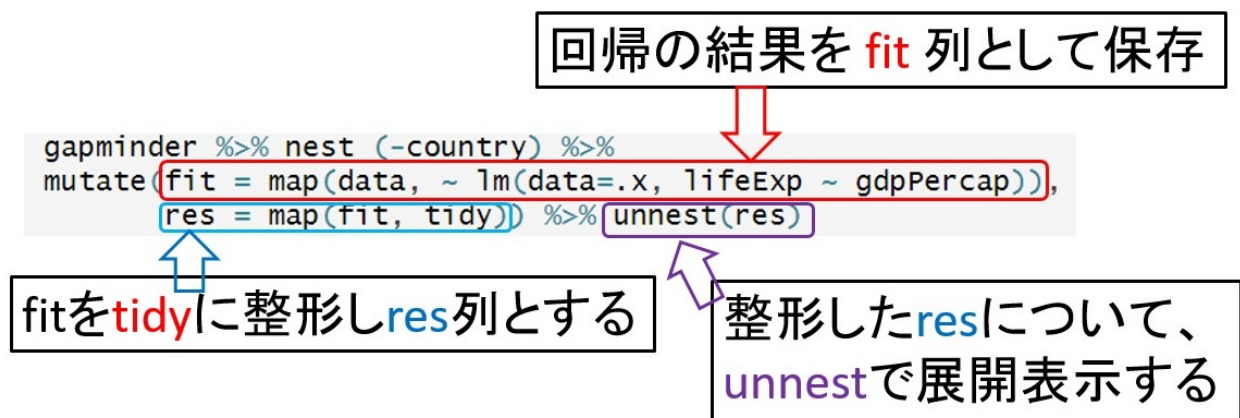 回帰の結果を fit 列として保存
gapminder %>% nest (-country) %>%
mutate(fit = map(data, ~ lm(data=.x, lifeExp ~ gdpPercap)),
res = map(fit, tidy)) %>% unnest(res)
fitをtidyに整形しres列とする
整形したresについて、
unnestで展開表示する